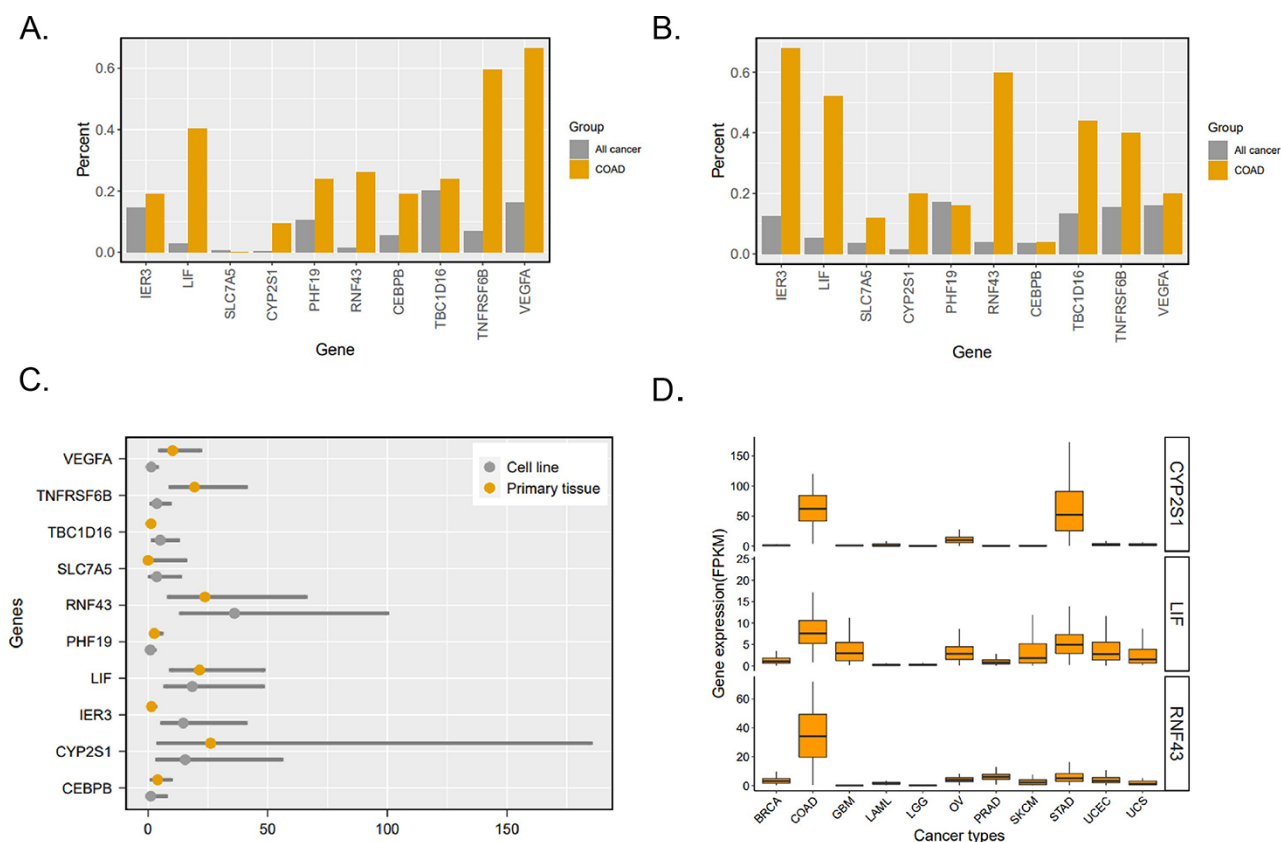 A.
0.6
0.4
0.2
0.0
Percent
IER3
LIF
SLC7A5
CYP2S1
PHF19
RNF43
CEBPB
TBC1D16
TNFRSF6B
VEGFA
Gene
Group
All cancer
COAD
B.
0.6
0.4
0.2
0.0
Percent
IER3
LIF
SLC7A5
CYP2S1
PHF19
RNF43
CEBPB
TBC1D16
TNFRSF6B
VEGFA
Gene
Group
All cancer
COAD
C.
Genes
VEGFA
TNFRSF6B
TBC1D16
SLC7A5
RNF43
PHF19
LIF
IER3
CYP2S1
CEBPB
Cell line
Primary tissue
0 50 100 150
D.
Gene expression(FPKM)
150
100
50
0
CYP2S1
25
20
15
10
5
0
LIF
60
40
20
0
RNF43
BRCA
COAD
GBM
LAML
LGG
OV
PRAD
SKCM
STAD
UCEC
UCS
Cancer types